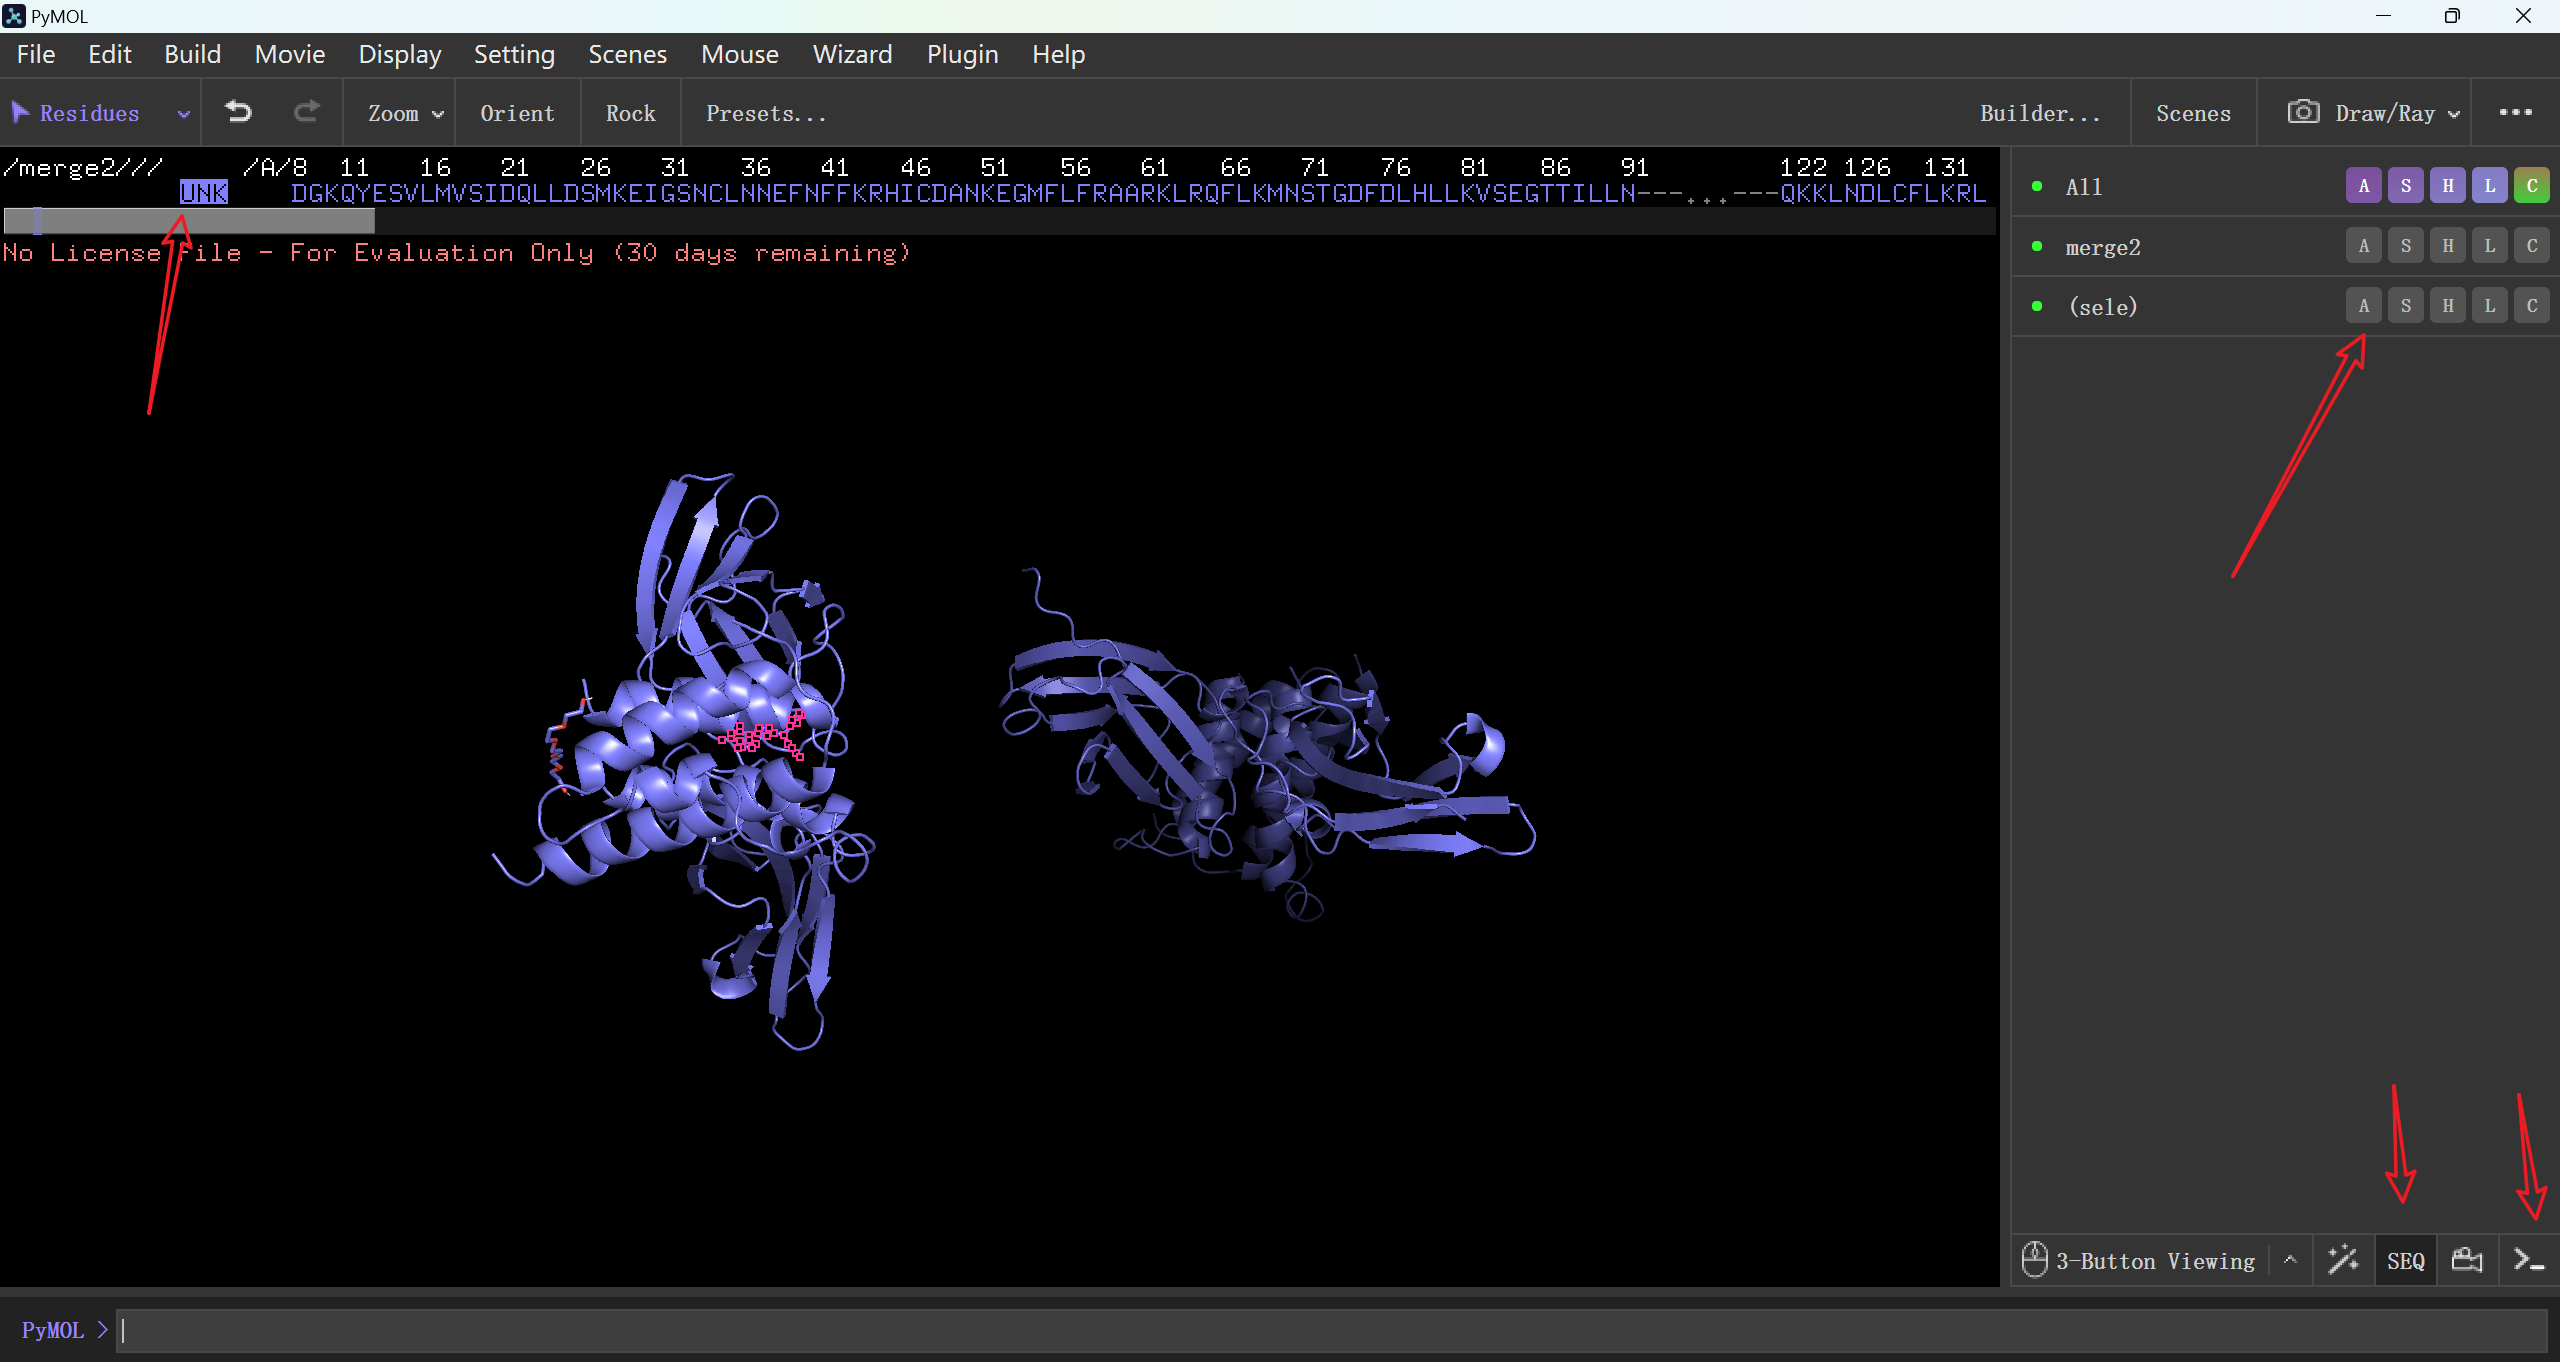 PyMOL
File Edit Build Movie Display Setting Scenes Mouse Wizard Plugin Help
Residues Zoom Orient Rock Presets... Builder... Scenes Draw/Ray
/merge2/// /A/8 11 16 21 26 31 36 41 46 51 56 61 66 71 76 81 86 91 122 126 131
UNK DGKQYESVLMVSIDQLLDSMKEIGSNCLNNEFNFFKRHICDANKEGMFLFRAARKLRQFLKMNSTGDFDLHLLKVSEGTTILLN---...---QKKLNDLCFLKRL
No License File - For Evaluation Only (30 days remaining)
All A S H L C
merge2 A S H L C
(sele) A S H L C
3-Button Viewing SEQ
PyMOL >